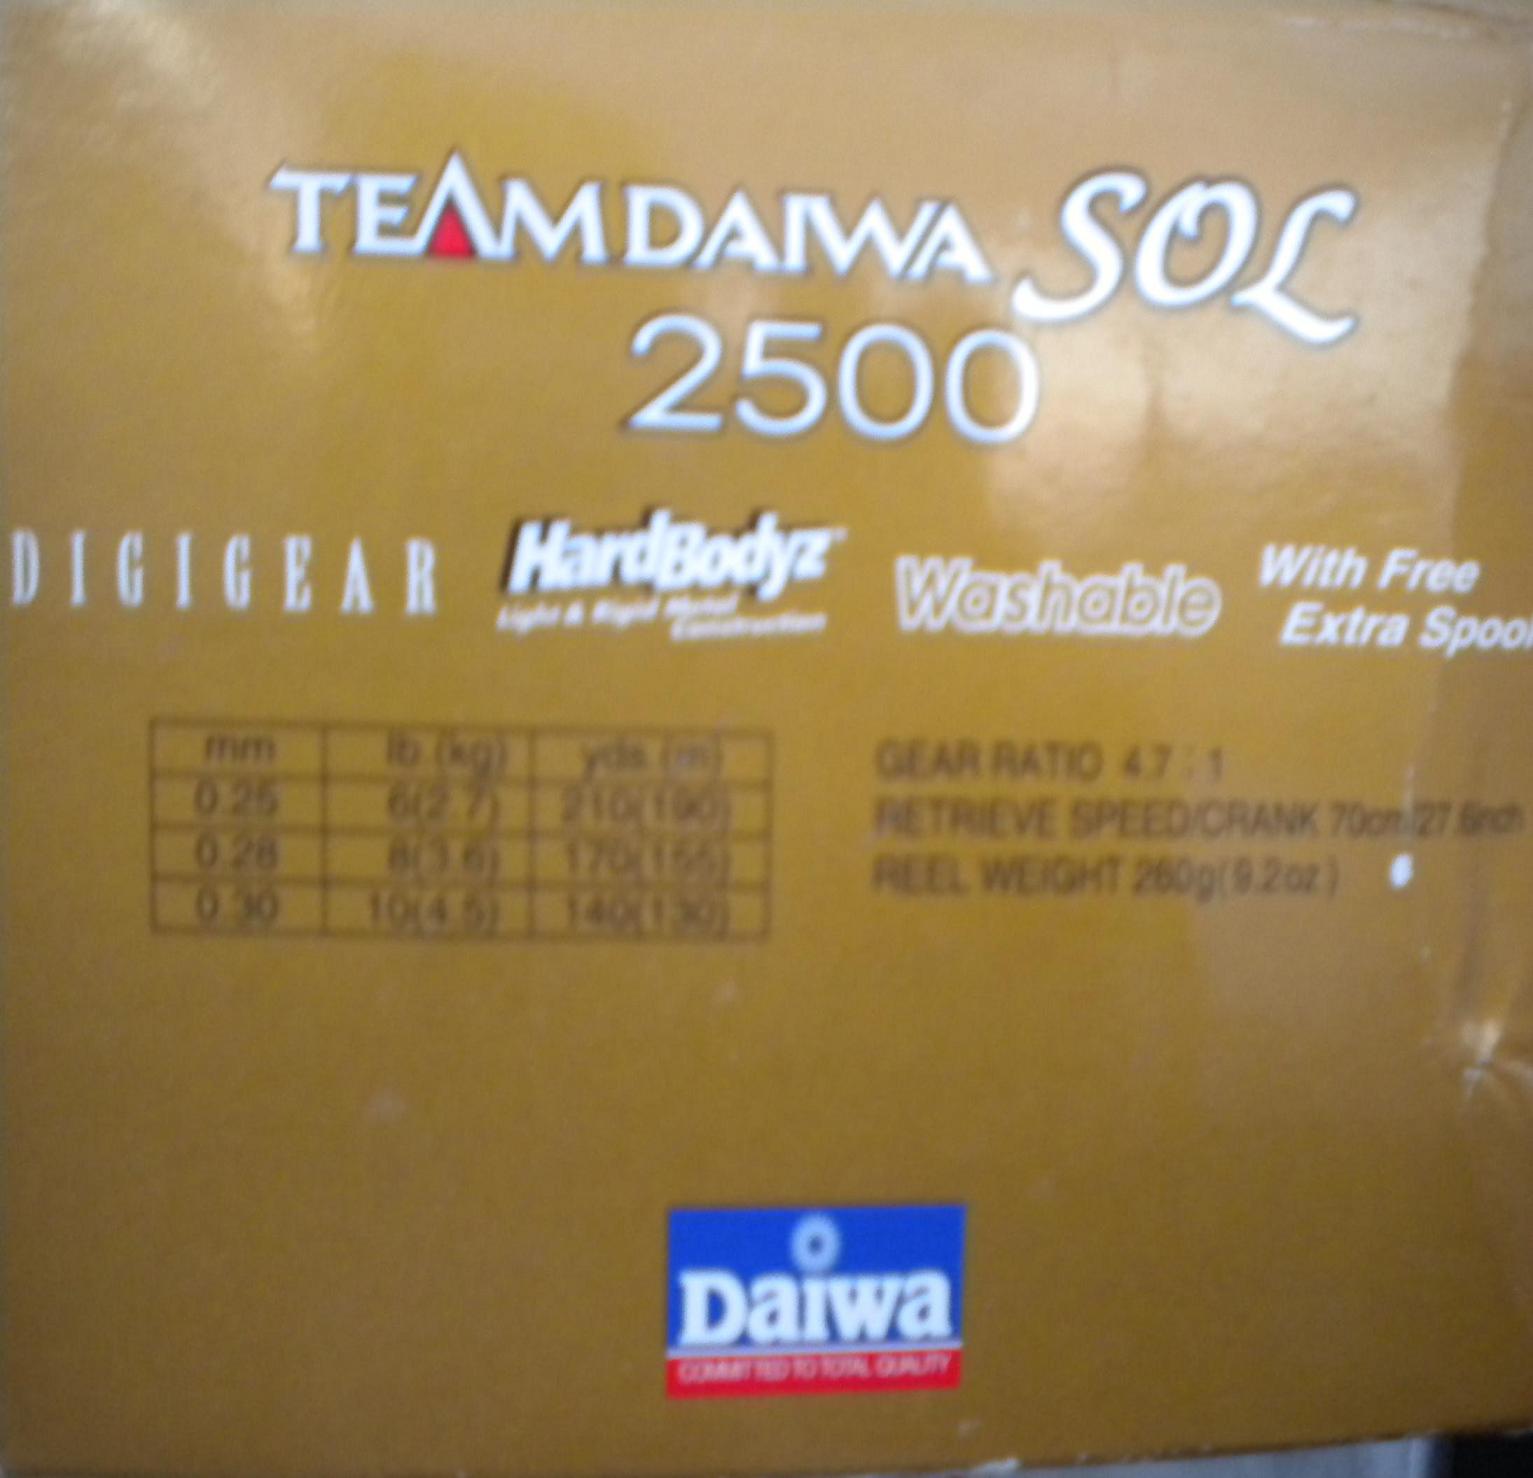 TEAMDAIWA SOL
2500
DIGIGEAR HardBodyz Washable With Free
Light & Rigid Metal
Construction
Extra Spool
mm lb (kg) yds (m)
0.25 6(2.7) 210(190)
0.28 8(3.6) 170(155)
0.30 10(4.5) 140(130)
GEAR RATIO 4.7 : 1
RETRIEVE SPEED/CRANK 70cm/27.6inch
REEL WEIGHT 260g(9.2oz)
Daiwa
COMMITTED TO TOTAL QUALITY